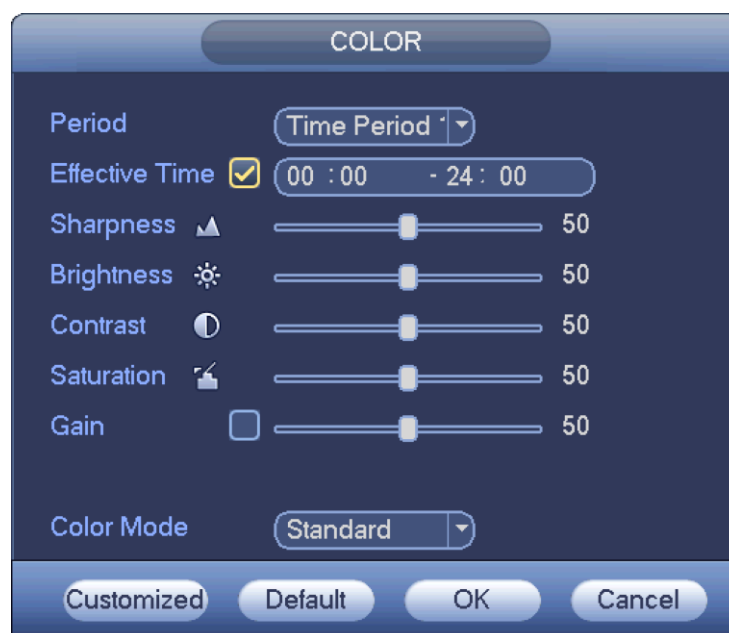 COLOR
Period Time Period
Effective Time 00 : 00 - 24 : 00
Sharpness 50
Brightness 50
Contrast 50
Saturation 50
Gain 50
Color Mode Standard
Customized Default OK Cancel